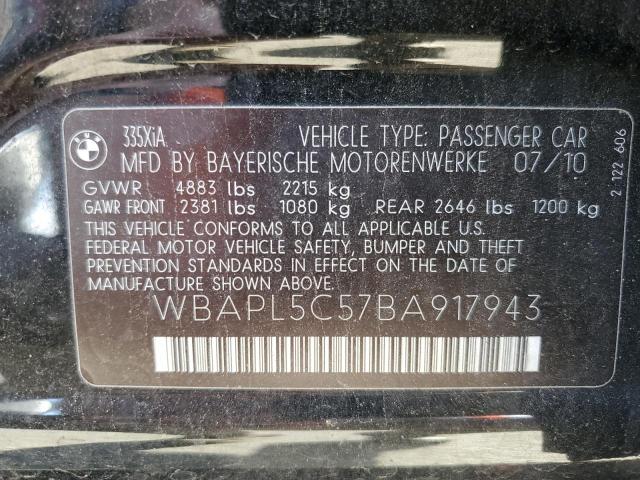 BMW
335XiA VEHICLE TYPE: PASSENGER CAR
MFD BY BAYERISCHE MOTORENWERKE 07/10
GVWR 4883 lbs 2215 kg
GAWR FRONT 2381 lbs 1080 kg REAR 2646 lbs 1200 kg
THIS VEHICLE CONFORMS TO ALL APPLICABLE U.S.
FEDERAL MOTOR VEHICLE SAFETY, BUMPER AND THEFT
PREVENTION STANDARDS IN EFFECT ON THE DATE OF
MANUFACTURE SHOWN ABOVE.
WBAPL5C57BA917943
2 122 606